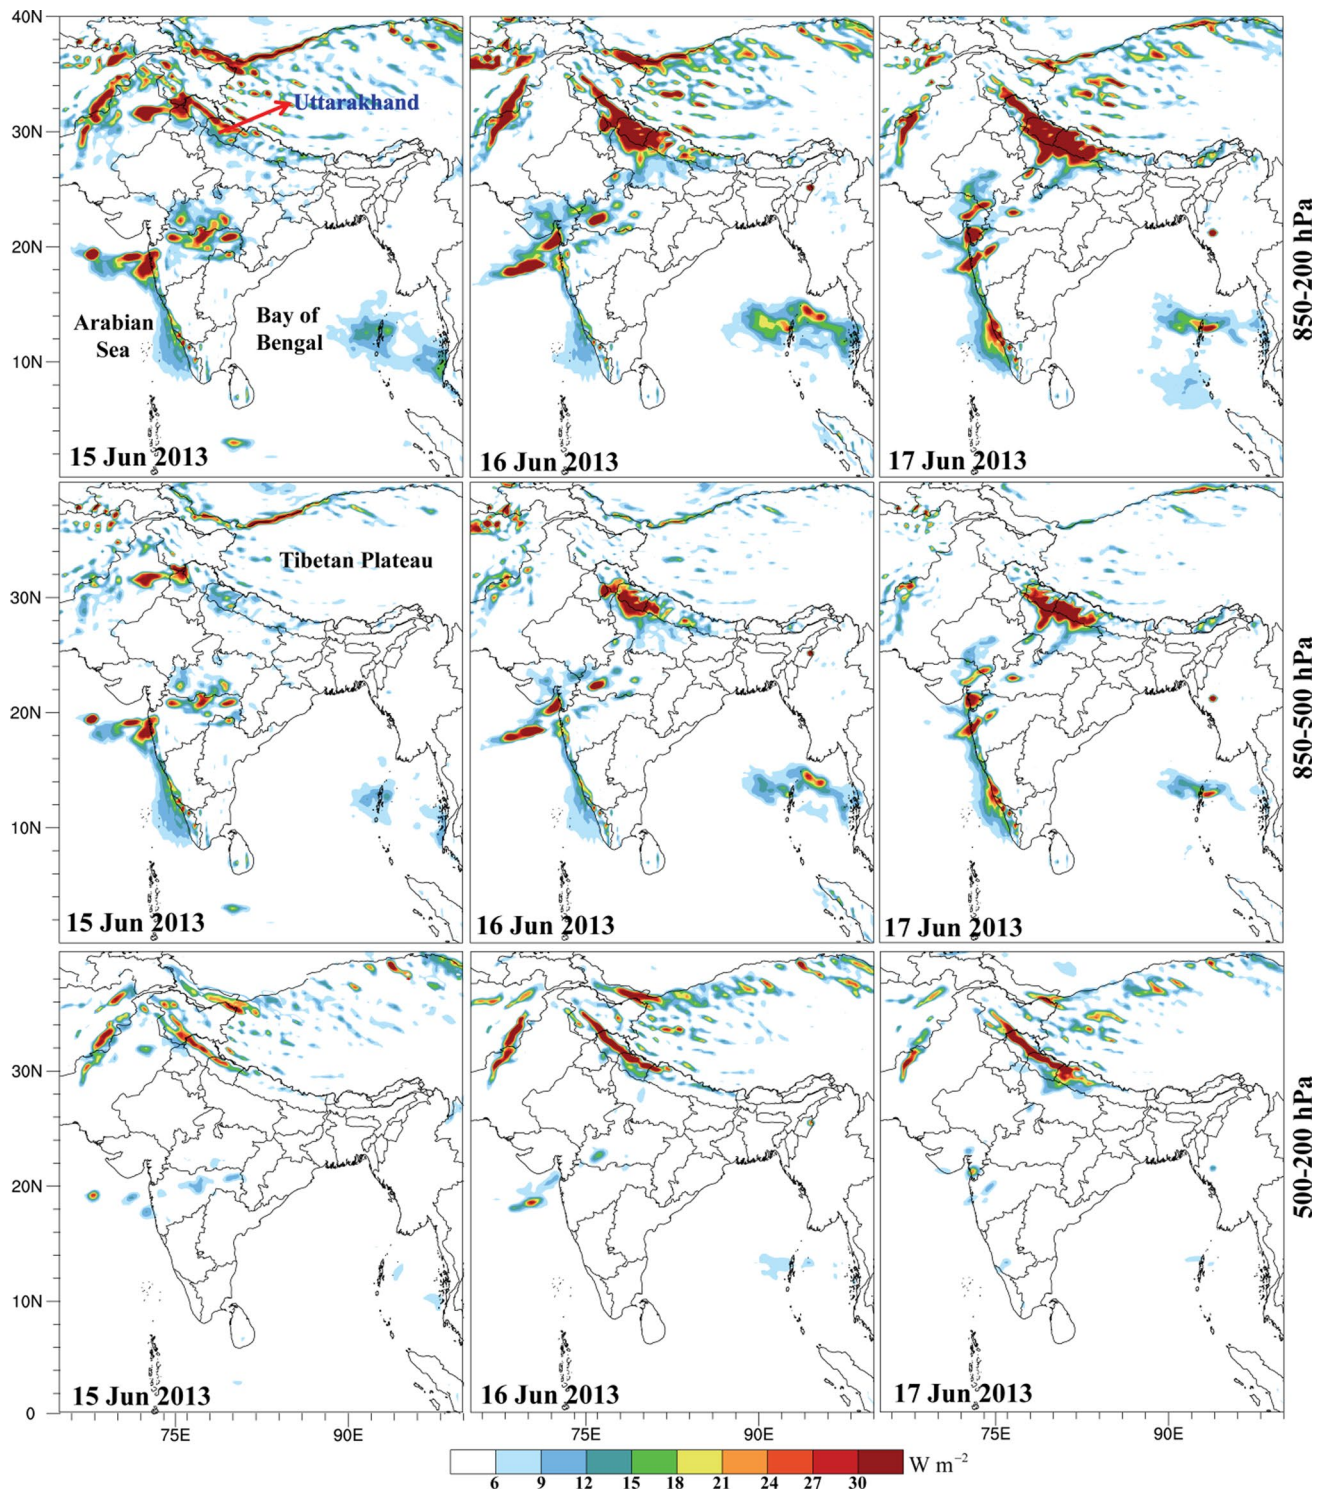 40N
30N
20N
10N
Uttarakhand
Arabian
Sea
Bay of
Bengal
15 Jun 2013
16 Jun 2013
17 Jun 2013
850-200 hPa
30N
20N
10N
Tibetan Plateau
15 Jun 2013
16 Jun 2013
17 Jun 2013
850-500 hPa
30N
20N
10N
0
15 Jun 2013
16 Jun 2013
17 Jun 2013
500-200 hPa
75E 90E 75E 90E 75E 90E
W m−2
6 9 12 15 18 21 24 27 30